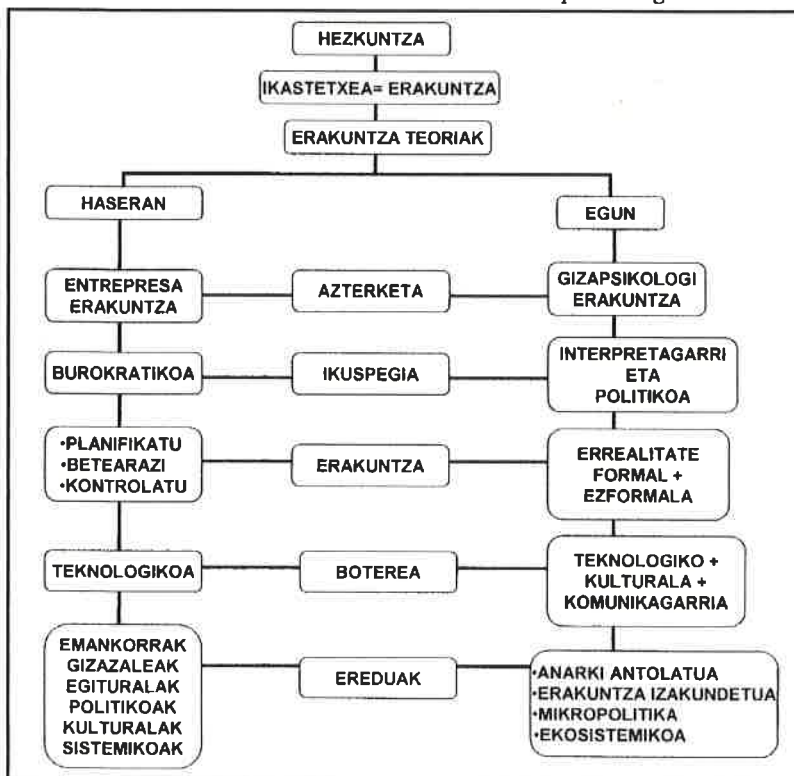 HEZKUNTZA
IKASTETXEA= ERAKUNTZA
ERAKUNTZA TEORIAK
HASERAN
EGUN
ENTREPRESA
ERAKUNTZA
AZTERKETA
GIZAPSIKOLOGI
ERAKUNTZA
BUROKRATIKOA
IKUSPEGIA
INTERPRETAGARRI
ETA
POLITIKOA
•PLANIFIKATU
•BETEARAZI
•KONTROLATU
ERAKUNTZA
ERREALITATE
FORMAL +
EZFORMALA
TEKNOLOGIKOA
BOTEREA
TEKNOLOGIKO +
KULTURALA +
KOMUNIKAGARRIA
EMANKORRAK
GIZAZALEAK
EGITURALAK
POLITIKOAK
KULTURALAK
SISTEMIKOAK
EREDUAK
•ANARKI ANTOLATUA
•ERAKUNTZA IZAKUNDETUA
•MIKROPOLITIKA
•EKOSISTEMIKOA